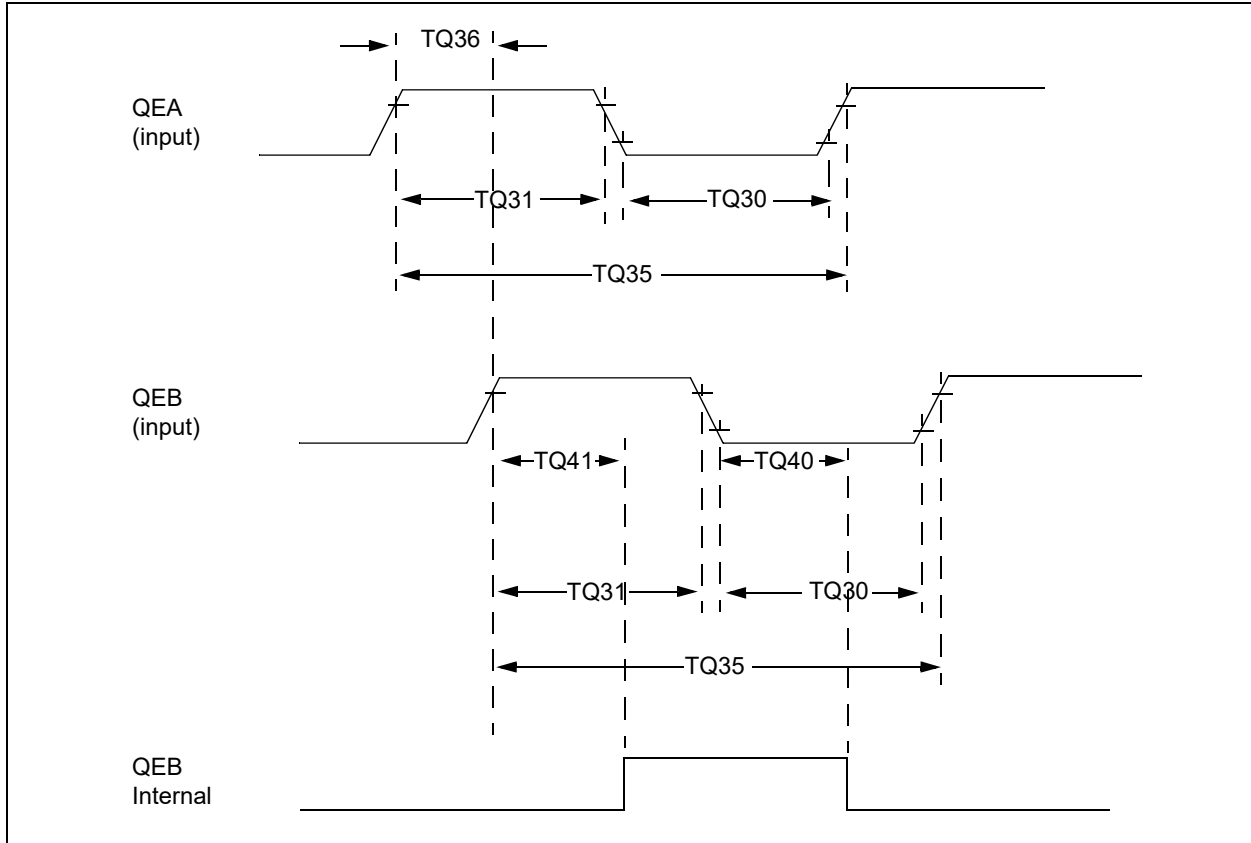 TQ36
QEA
(input)
TQ31
TQ30
TQ35
QEB
(input)
TQ41
TQ40
TQ31
TQ30
TQ35
QEB
Internal